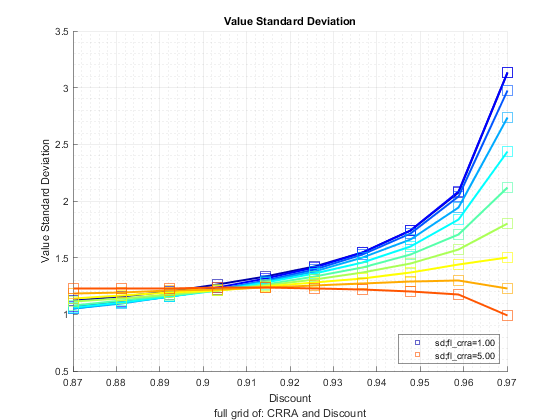 Value Standard Deviation
3.5
3
2.5
2
1.5
1
0.5
Value Standard Deviation
sd;fl_crra=1.00
sd;fl_crra=5.00
0.87 0.88 0.89 0.9 0.91 0.92 0.93 0.94 0.95 0.96 0.97
Discount
full grid of: CRRA and Discount